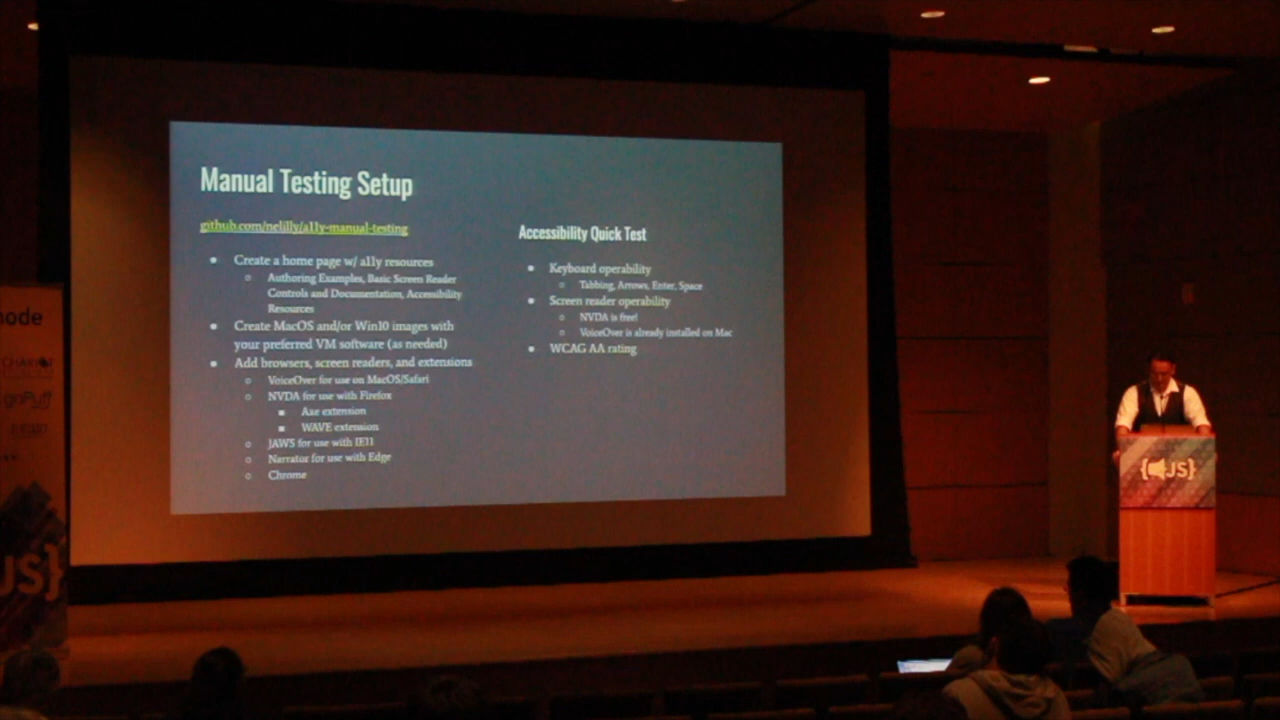 Manual Testing Setup
github.com/nelilly/a11y-manual-testing
Create a home page w/ a11y resources
Authoring Examples, Basic Screen Reader
Controls and Documentation, Accessibility
Resources
Create MacOS and/or Win10 images with
your preferred VM software (as needed)
Add browsers, screen readers, and extensions
VoiceOver for use on MacOS/Safari
NVDA for use with Firefox
Axe extension
WAVE extension
JAWS for use with IE11
Narrator for use with Edge
Chrome
Accessibility Quick Test
Keyboard operability
Tabbing, Arrows, Enter, Space
Screen reader operability
NVDA is free!
VoiceOver is already installed on Mac
WCAG AA rating
node
CHARIOT
goPuff
JS}
{JS}